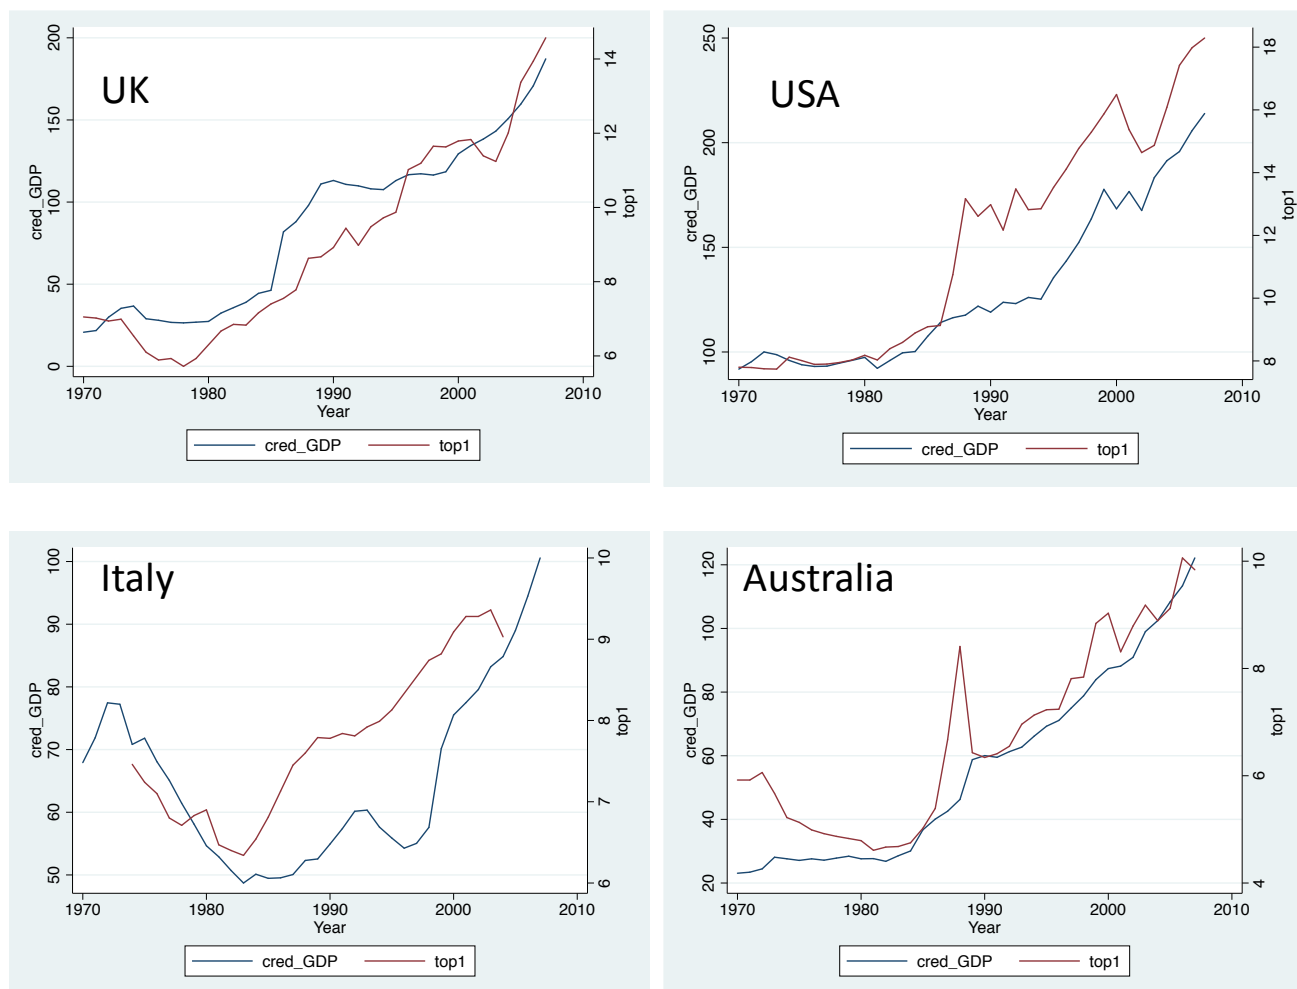 UK
cred_GDP
0 50 100 150 200
top1
6 8 10 12 14
1970 1980 1990 2000 2010
Year
cred_GDP top1
USA
cred_GDP
100 150 200 250
top1
8 10 12 14 16 18
1970 1980 1990 2000 2010
Year
cred_GDP top1
Italy
cred_GDP
50 60 70 80 90 100
top1
6 7 8 9 10
1970 1980 1990 2000 2010
Year
cred_GDP top1
Australia
cred_GDP
20 40 60 80 100 120
top1
4 6 8 10
1970 1980 1990 2000 2010
Year
cred_GDP top1